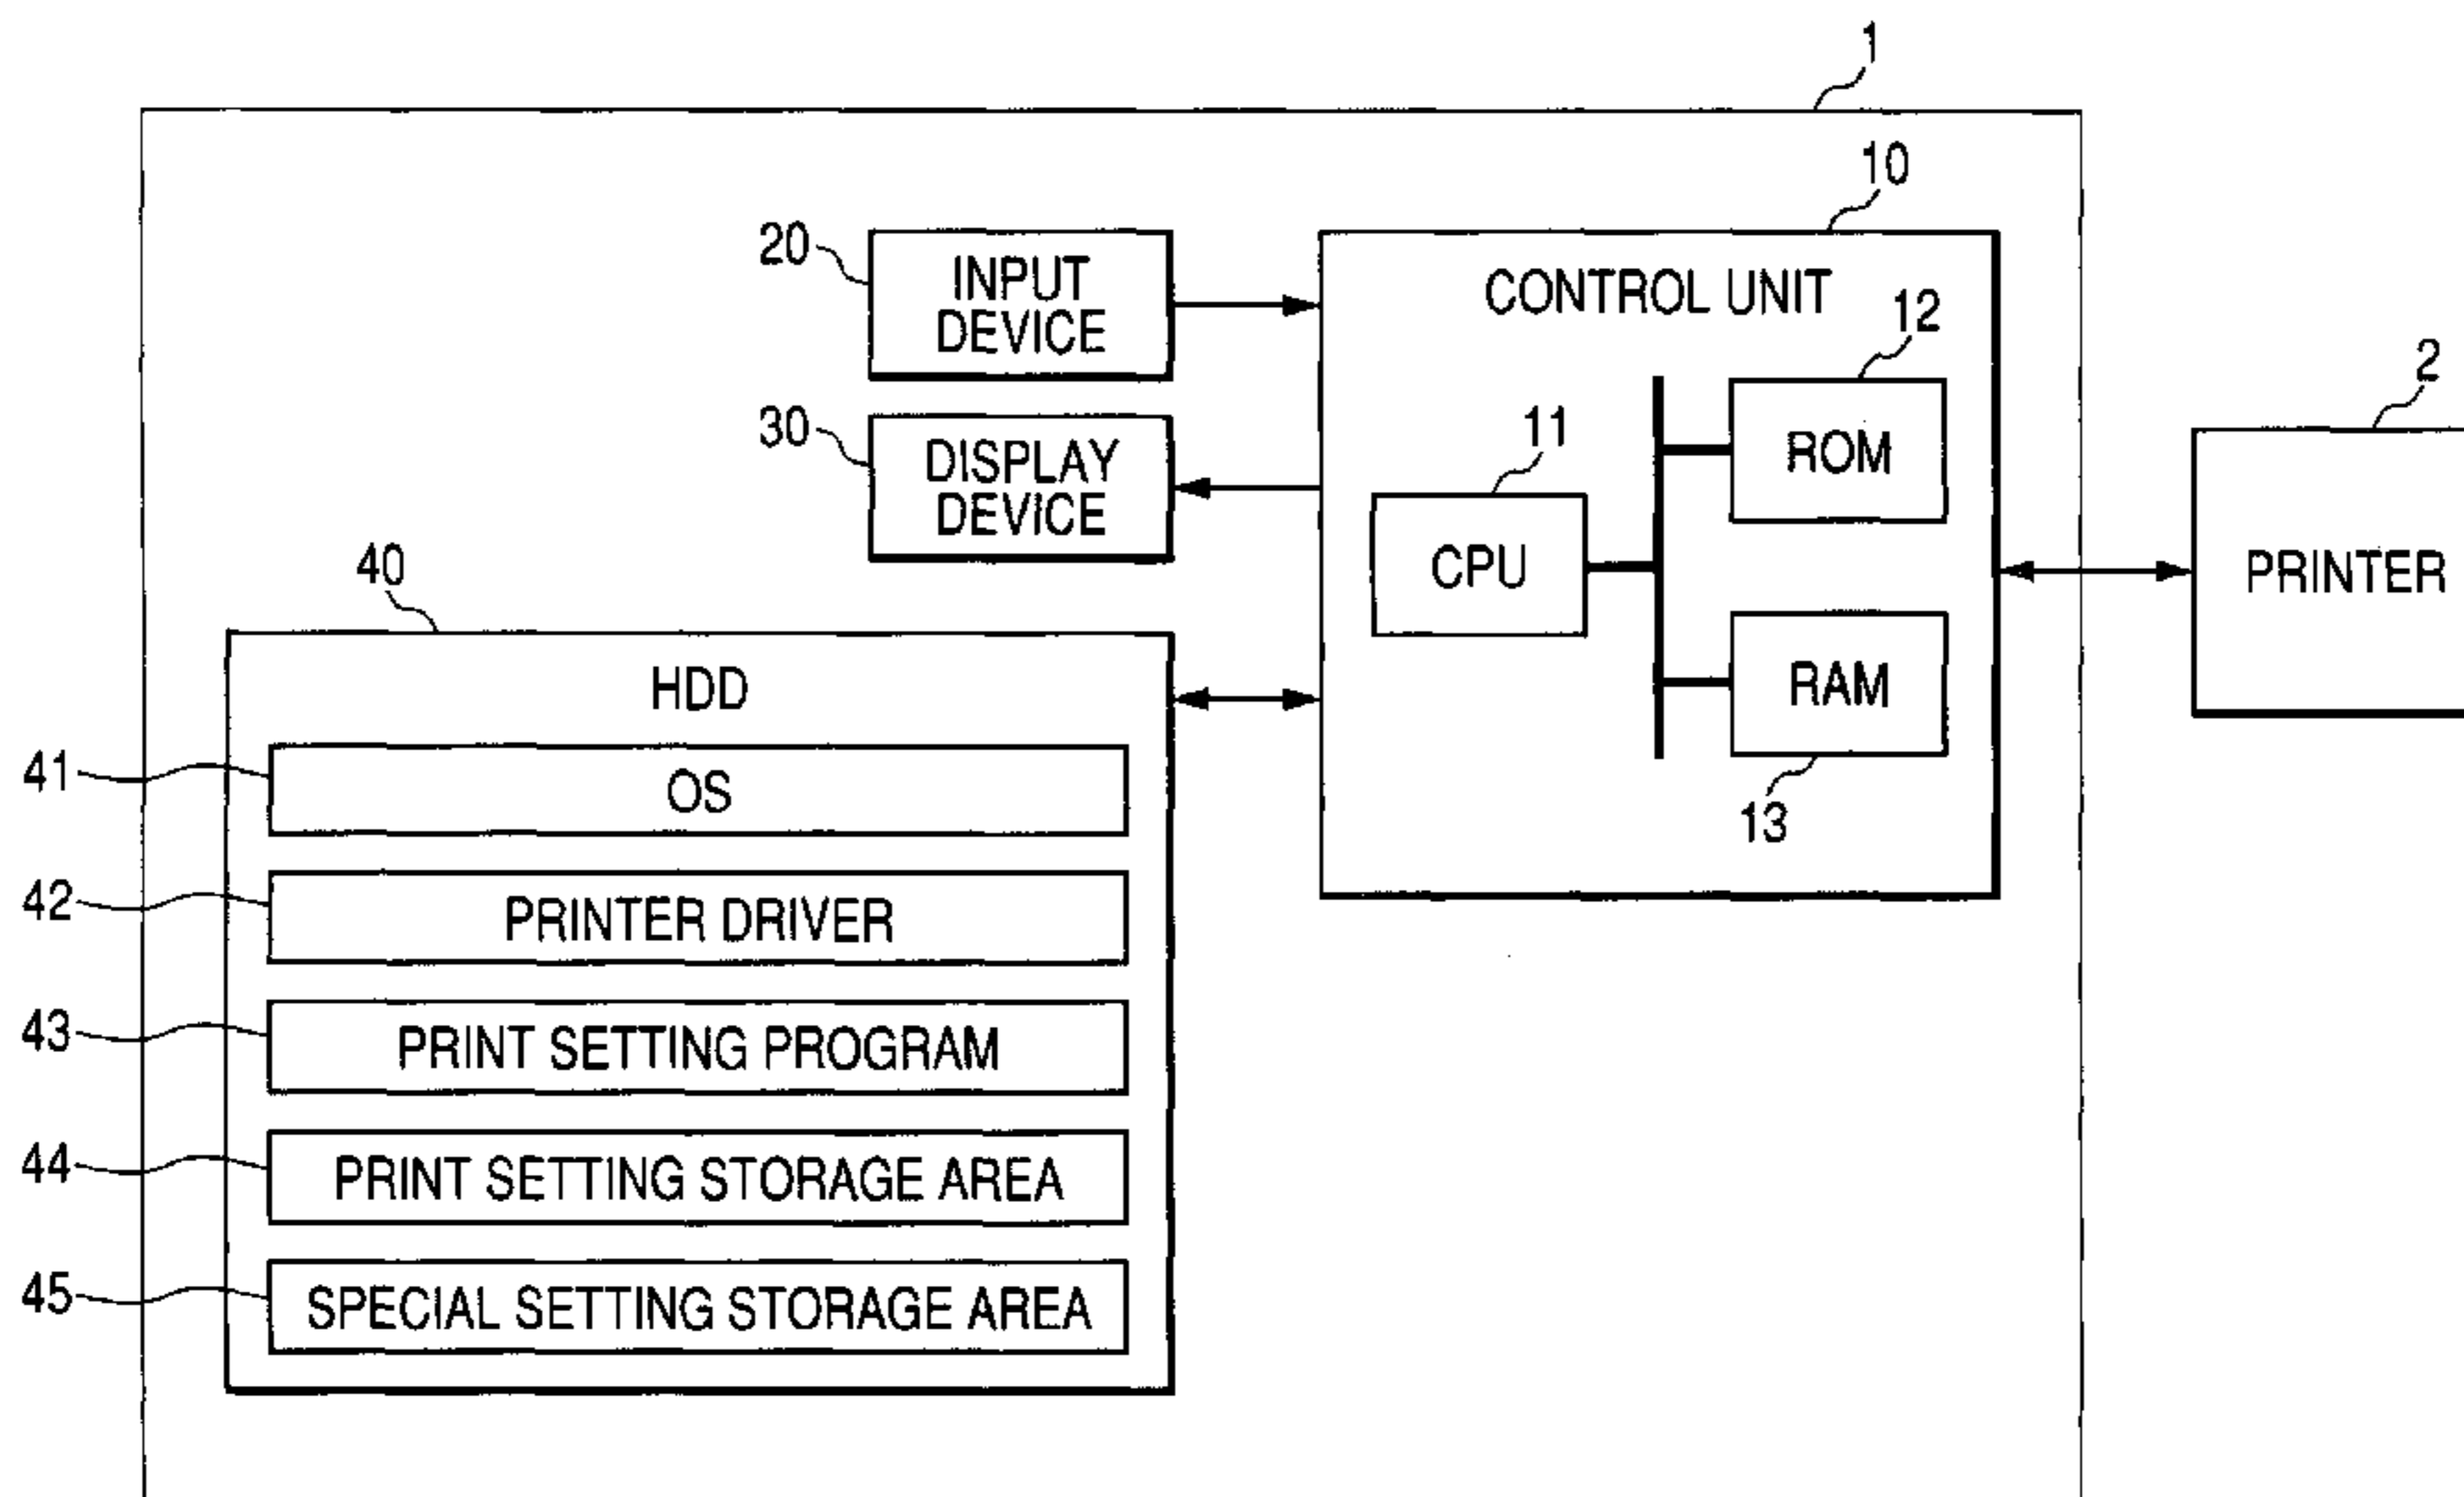 1
10
20
INPUT
DEVICE
CONTROL UNIT
12
2
30
DISPLAY
DEVICE
11
ROM
CPU
PRINTER
40
HDD
RAM
13
41
OS
42
PRINTER DRIVER
43
PRINT SETTING PROGRAM
44
PRINT SETTING STORAGE AREA
45
SPECIAL SETTING STORAGE AREA